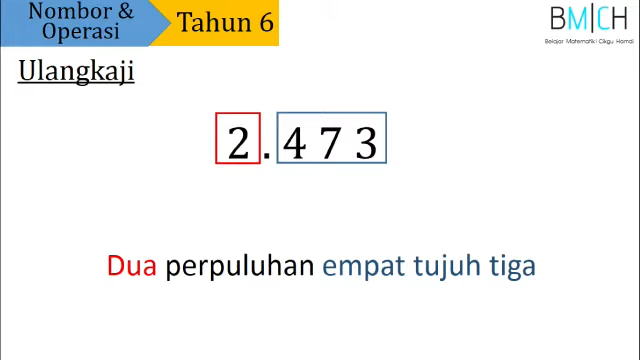 Nombor &
Operasi
Tahun 6
BM|CH
Belajar Matematik Cikgu Hamdi
Ulangkaji
2.473
Dua perpuluhan empat tujuh tiga